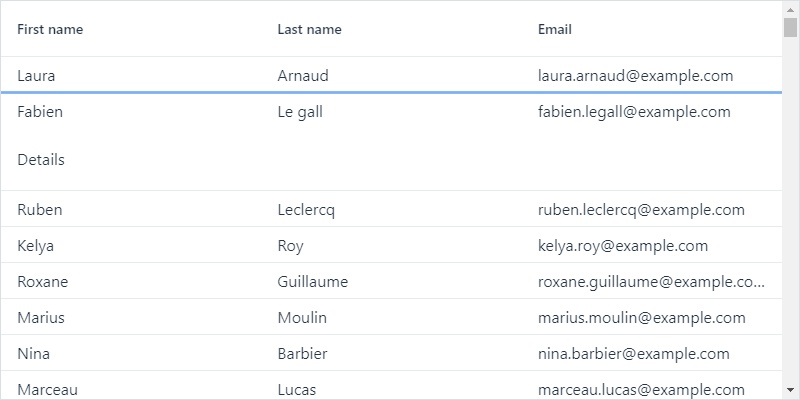 First name Last name Email
Laura Arnaud laura.arnaud@example.com
Fabien Le gall fabien.legall@example.com
Details
Ruben Leclercq ruben.leclercq@example.com
Kelya Roy kelya.roy@example.com
Roxane Guillaume roxane.guillaume@example.co...
Marius Moulin marius.moulin@example.com
Nina Barbier nina.barbier@example.com
Marceau Lucas marceau.lucas@example.com